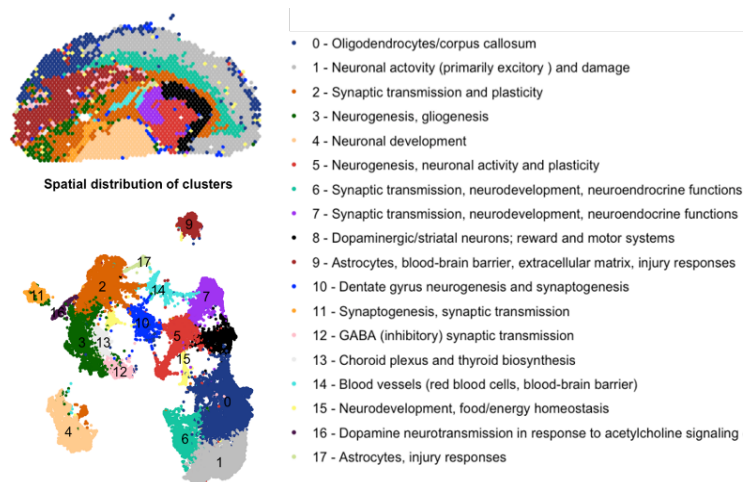 0 - Oligodendrocytes/corpus callosum
1 - Neuronal actovity (primarily excitory ) and damage
2 - Synaptic transmission and plasticity
3 - Neurogenesis, gliogenesis
4 - Neuronal development
5 - Neurogenesis, neuronal activity and plasticity
6 - Synaptic transmission, neurodevelopment, neuroendrocrine functions
7 - Synaptic transmission, neurodevelopment, neuroendocrine functions
8 - Dopaminergic/striatal neurons; reward and motor systems
9 - Astrocytes, blood-brain barrier, extracellular matrix, injury responses
10 - Dentate gyrus neurogenesis and synaptogenesis
11 - Synaptogenesis, synaptic transmission
12 - GABA (inhibitory) synaptic transmission
13 - Choroid plexus and thyroid biosynthesis
14 - Blood vessels (red blood cells, blood-brain barrier)
15 - Neurodevelopment, food/energy homeostasis
16 - Dopamine neurotransmission in response to acetylcholine signaling
17 - Astrocytes, injury responses
Spatial distribution of clusters
9
17
2
14
7
11
10
5
3
13
15
12
0
4
6
1